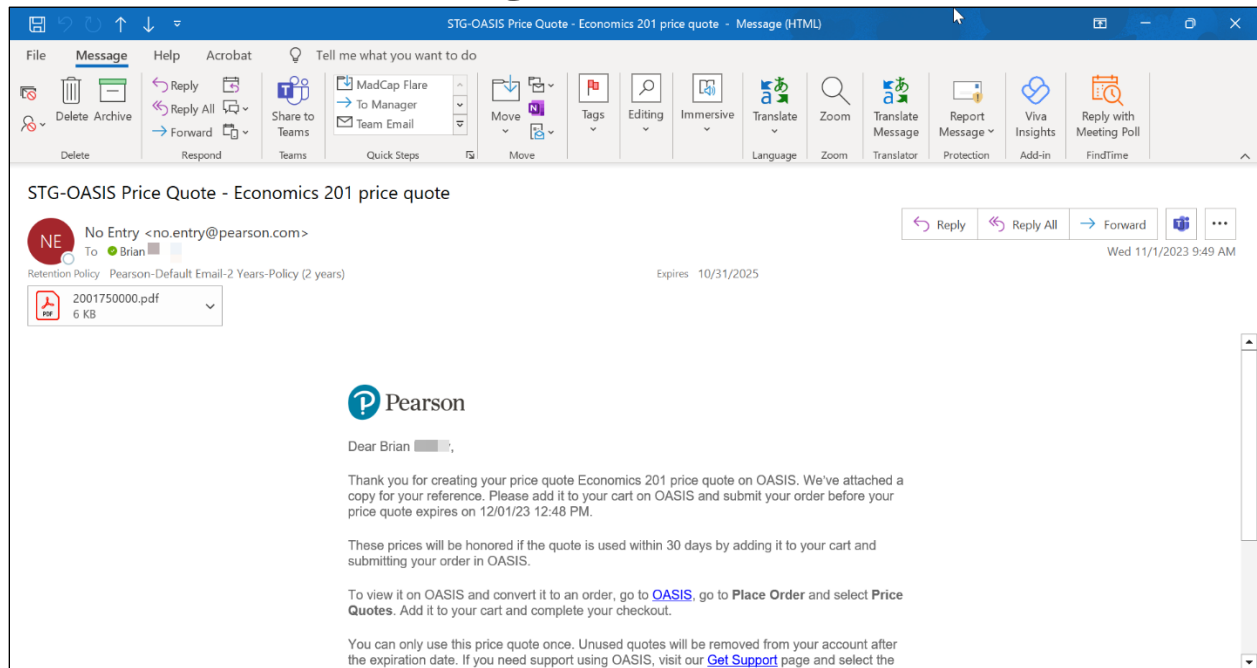 STG-OASIS Price Quote - Economics 201 price quote - Message (HTML)
File Message Help Acrobat Tell me what you want to do
Delete Archive
Reply
Reply All
Forward
Share to Teams
MadCap Flare
To Manager
Team Email
Move
Tags
Editing
Immersive
Translate
Zoom
Translate Message
Report Message
Viva Insights
Reply with Meeting Poll
Delete Respond Teams Quick Steps Move Language Zoom Translator Protection Add-in FindTime
STG-OASIS Price Quote - Economics 201 price quote
NE
No Entry <no.entry@pearson.com>
To Brian
Reply Reply All Forward
Wed 11/1/2023 9:49 AM
Retention Policy Pearson-Default Email-2 Years-Policy (2 years) Expires 10/31/2025
PDF
2001750000.pdf
6 KB
Pearson
Dear Brian ,
Thank you for creating your price quote Economics 201 price quote on OASIS. We've attached a
copy for your reference. Please add it to your cart on OASIS and submit your order before your
price quote expires on 12/01/23 12:48 PM.
These prices will be honored if the quote is used within 30 days by adding it to your cart and
submitting your order in OASIS.
To view it on OASIS and convert it to an order, go to OASIS, go to Place Order and select Price
Quotes. Add it to your cart and complete your checkout.
You can only use this price quote once. Unused quotes will be removed from your account after
the expiration date. If you need support using OASIS, visit our Get Support page and select the